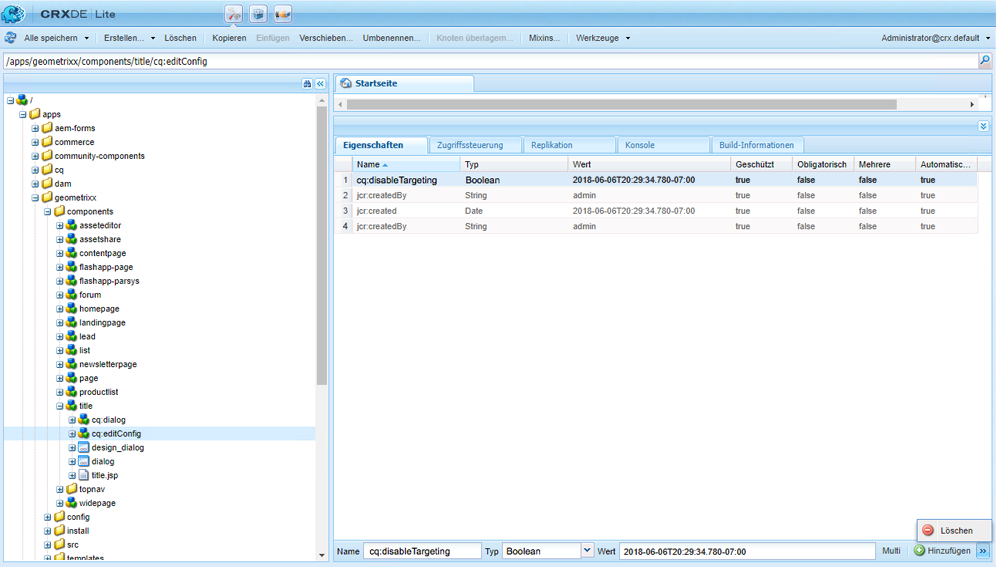 CRXDE | Lite
Alle speichern Erstellen... Löschen Kopieren Einfügen Verschieben... Umbenennen... Knoten überlagern... Mixins... Werkzeuge Administrator@crx.default
/apps/geometrixx/components/title/cq:editConfig
/
apps
aem-forms
commerce
community-components
cq
dam
geometrixx
components
asseteditor
assetshare
contentpage
flashapp-page
flashapp-parsys
forum
homepage
landingpage
lead
list
newsletterpage
page
productlist
title
cq:dialog
cq:editConfig
design_dialog
dialog
title.jsp
topnav
widepage
config
install
src
templates
Startseite
Eigenschaften Zugriffssteuerung Replikation Konsole Build-Informationen
Name Typ Wert Geschützt Obligatorisch Mehrere Automatisc...
1 cq:disableTargeting Boolean 2018-06-06T20:29:34.780-07:00 true false false true
2 jcr:createdBy String admin true false false true
3 jcr:created Date 2018-06-06T20:29:34.780-07:00 true false false true
4 jcr:createdBy String admin true false false true
Löschen
Name cq:disableTargeting Typ Boolean Wert 2018-06-06T20:29:34.780-07:00 Multi Hinzufügen